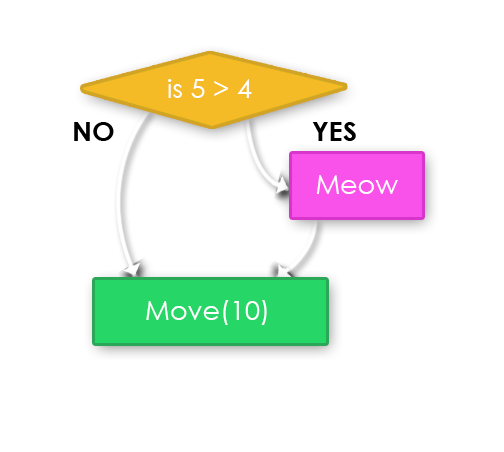 is 5 > 4
NO
YES
Meow
Move(10)